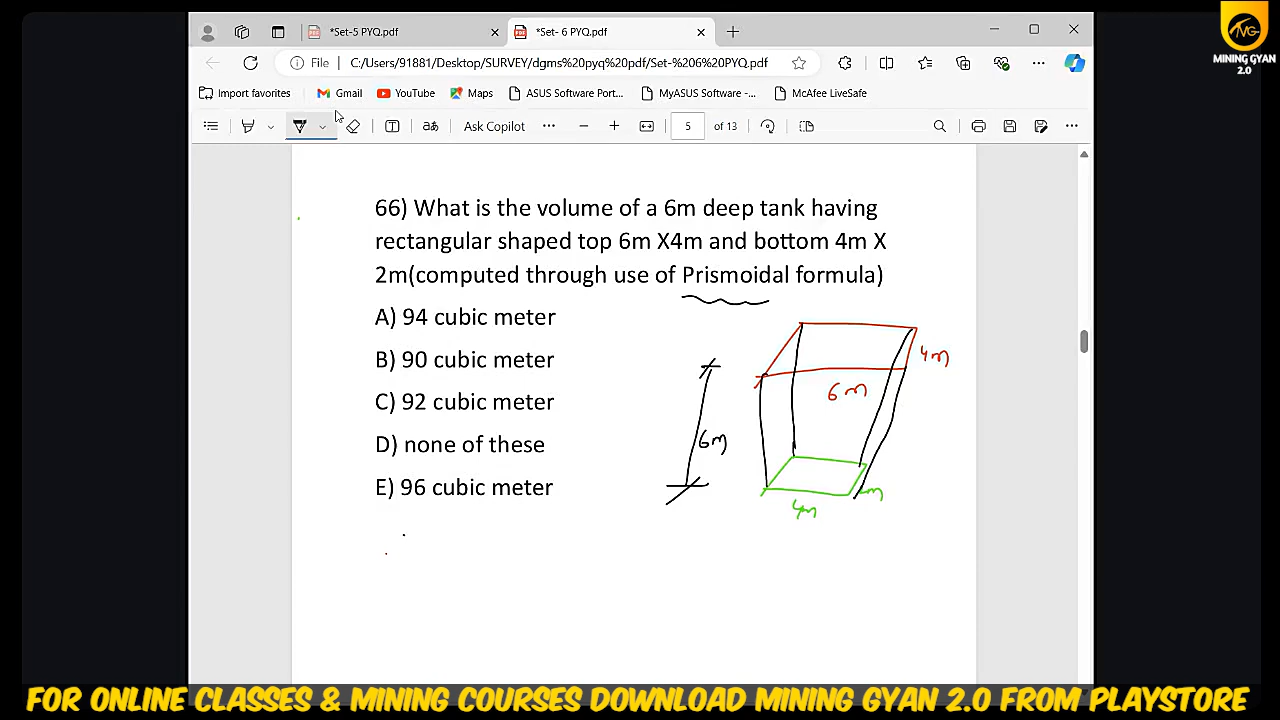 *Set-5 PYQ.pdf
*Set- 6 PYQ.pdf
File
C:/Users/91881/Desktop/SURVEY/dgms%20pyq%20pdf/Set-%206%20PYQ.pdf
Import favorites
Gmail
YouTube
Maps
ASUS Software Port...
MyASUS Software -...
McAfee LiveSafe
Ask Copilot
5 of 13
MINING GYAN
2.0
66) What is the volume of a 6m deep tank having
rectangular shaped top 6m X4m and bottom 4m X
2m(computed through use of Prismoidal formula)
A) 94 cubic meter
B) 90 cubic meter
C) 92 cubic meter
D) none of these
E) 96 cubic meter
4m
6m
6m
4m
FOR ONLINE CLASSES & MINING COURSES DOWNLOAD MINING GYAN 2.0 FROM PLAYSTORE